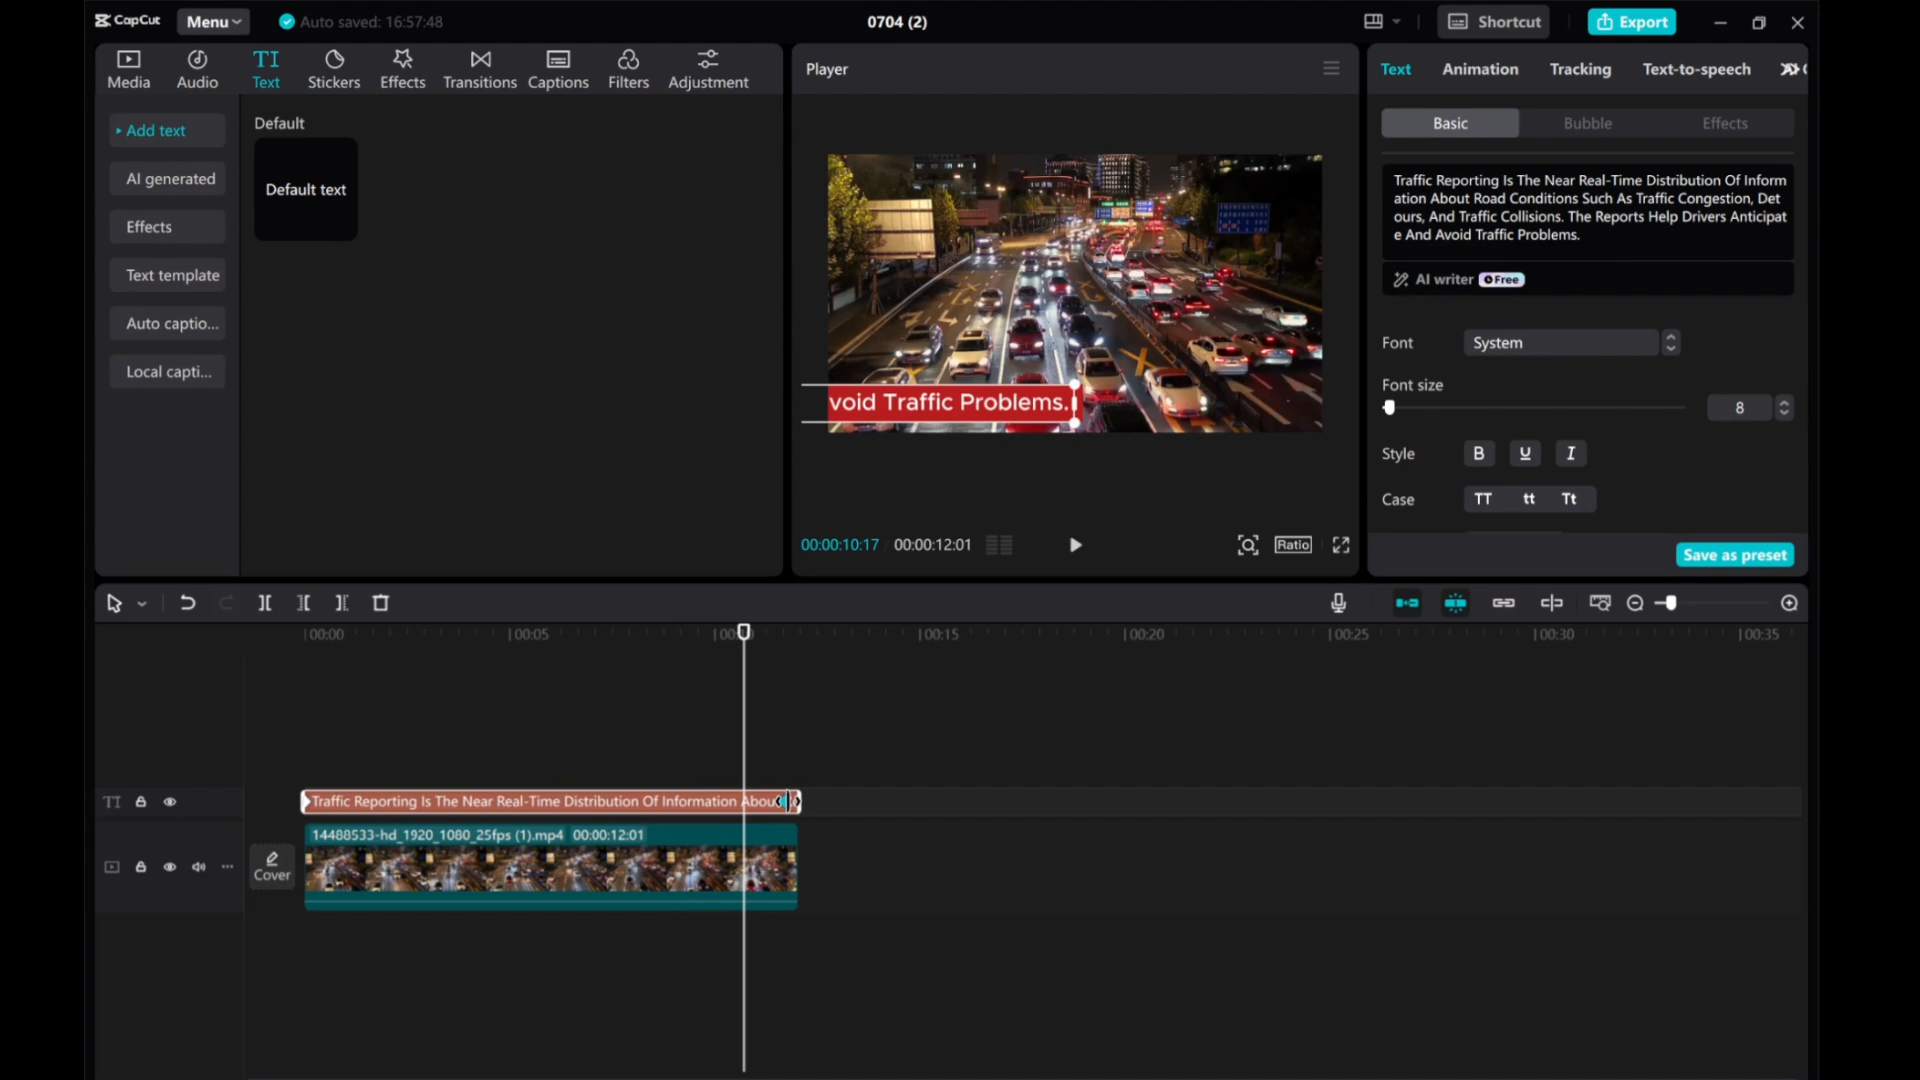 CapCut
Menu
Auto saved: 16:57:48
0704 (2)
Shortcut
Export
Media
Audio
TI
Text
Stickers
Effects
Transitions
Captions
Filters
Adjustment
Add text
AI generated
Effects
Text template
Auto captio...
Local capti...
Default
Default text
Player
void Traffic Problems.
00:00:10:17
00:00:12:01
Ratio
Text
Animation
Tracking
Text-to-speech
Basic
Bubble
Effects
Traffic Reporting Is The Near Real-Time Distribution Of Inform
ation About Road Conditions Such As Traffic Congestion, Det
ours, And Traffic Collisions. The Reports Help Drivers Anticipat
e And Avoid Traffic Problems.
AI writer
Free
Font
System
Font size
8
Style
B U I
Case
TT tt Tt
Save as preset
00:00
00:05
00:15
00:20
00:25
00:30
00:35
TI
Traffic Reporting Is The Near Real-Time Distribution Of Information Abou
14488533-hd_1920_1080_25fps (1).mp4 00:00:12:01
Cover